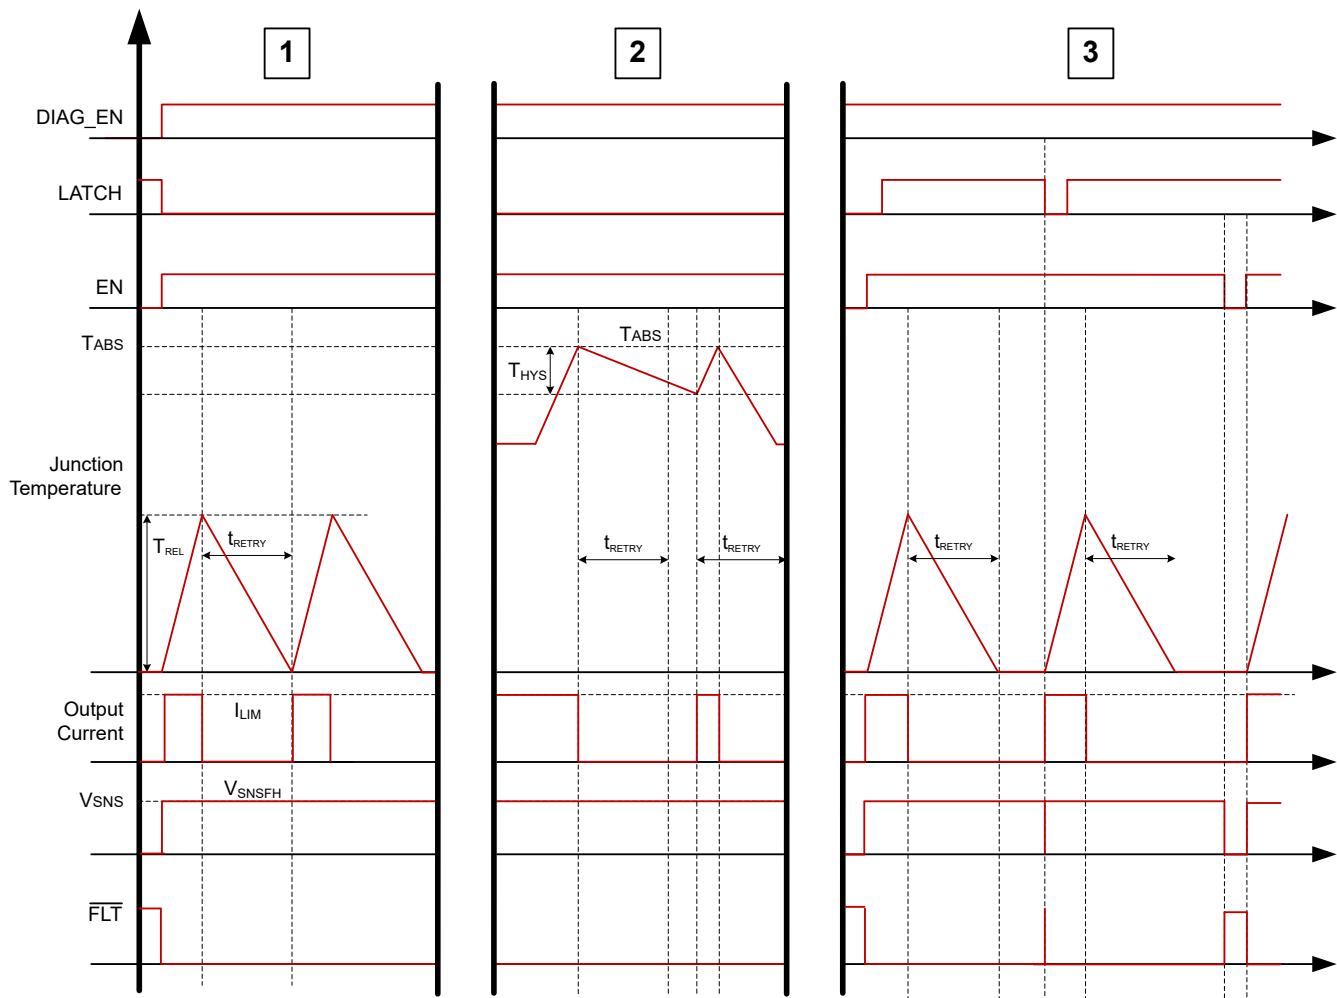 1 2 3
DIAG_EN
LATCH
EN
TABS
TABS
THYS
Junction
Temperature
TREL
tRETRY
tRETRY
tRETRY
tRETRY
tRETRY
Output
Current
ILIM
VSNS
VSNSFH
FLT